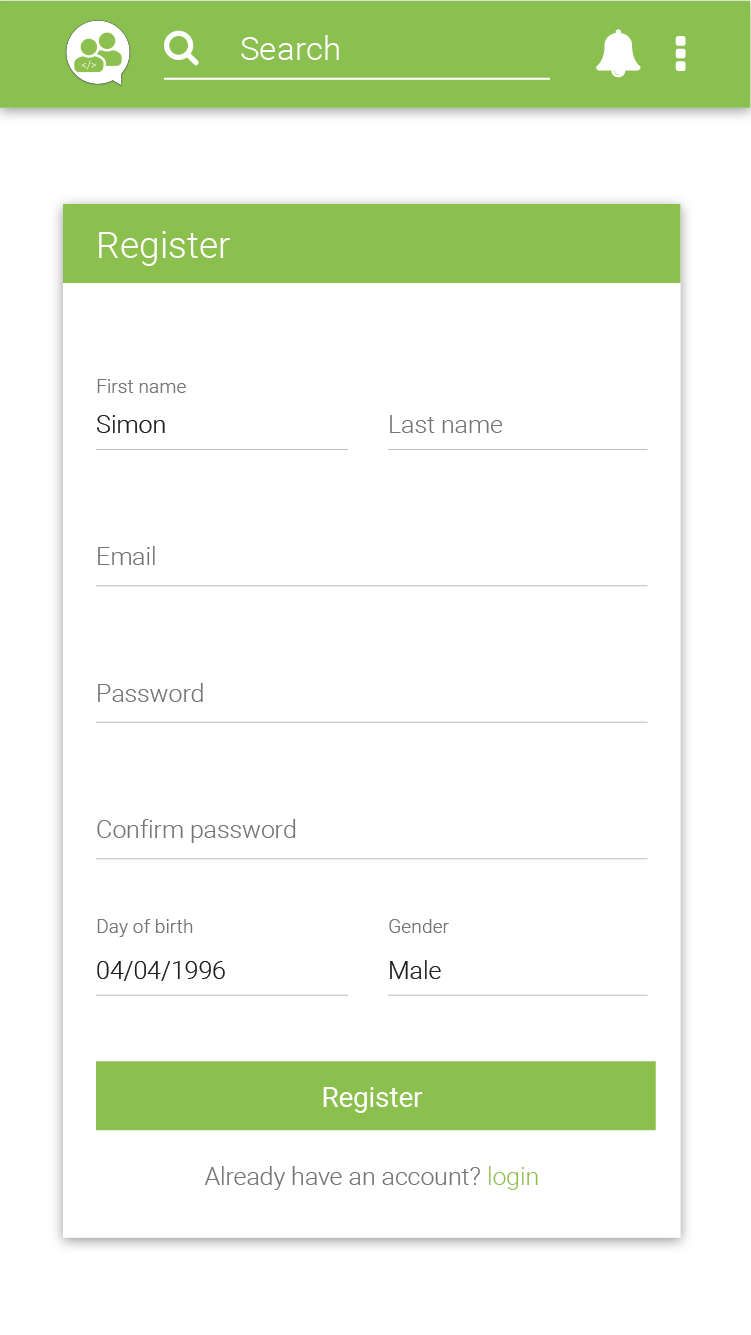 </>
Search
Register
First name
Simon
Last name
Email
Password
Confirm password
Day of birth
Gender
04/04/1996
Male
Register
Already have an account? login